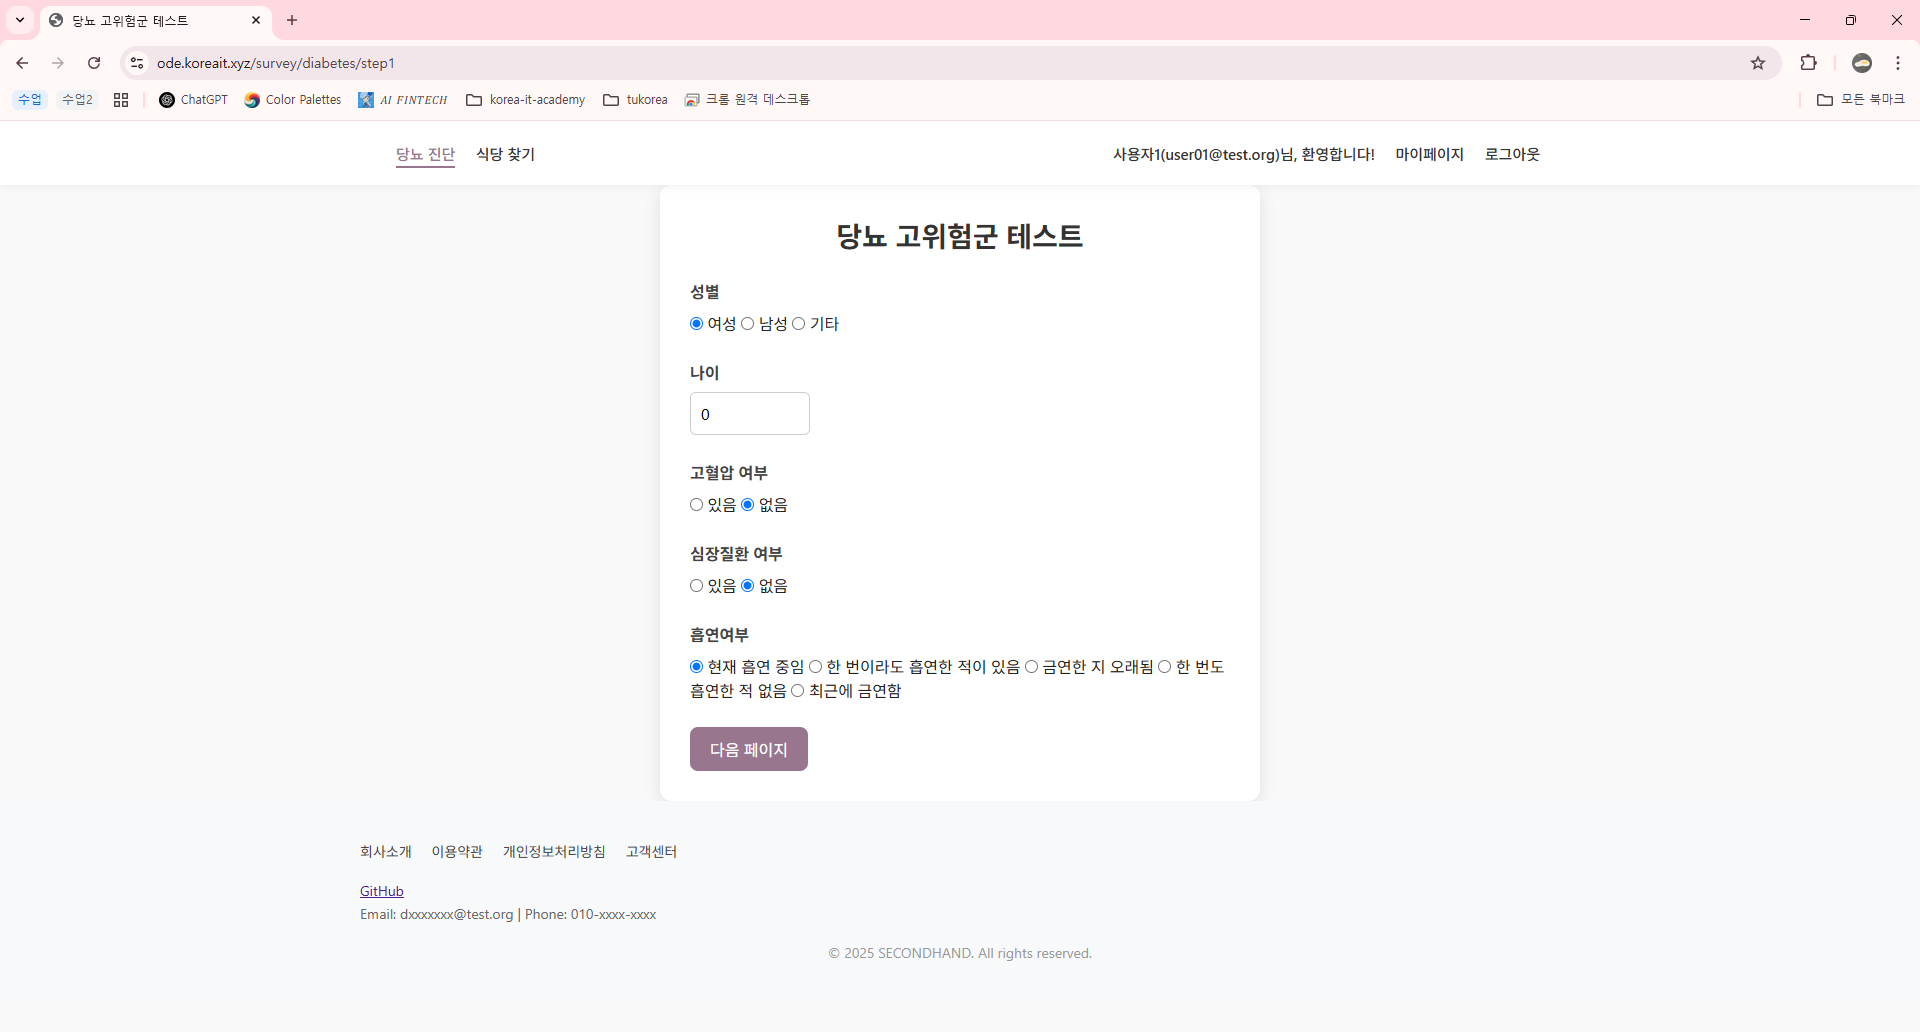 당뇨 고위험군 테스트
ode.koreait.xyz/survey/diabetes/step1
수업 수업2 ChatGPT Color Palettes AI FINTECH korea-it-academy tukorea 크롬 원격 데스크톱 모든 북마크
당뇨 진단 식당 찾기 사용자1(user01@test.org)님, 환영합니다! 마이페이지 로그아웃
당뇨 고위험군 테스트
성별
여성 남성 기타
나이
0
고혈압 여부
있음 없음
심장질환 여부
있음 없음
흡연여부
현재 흡연 중임 한 번이라도 흡연한 적이 있음 금연한 지 오래됨 한 번도
흡연한 적 없음 최근에 금연함
다음 페이지
회사소개 이용약관 개인정보처리방침 고객센터
GitHub
Email: dxxxxxxx@test.org | Phone: 010-xxxx-xxxx
© 2025 SECONDHAND. All rights reserved.